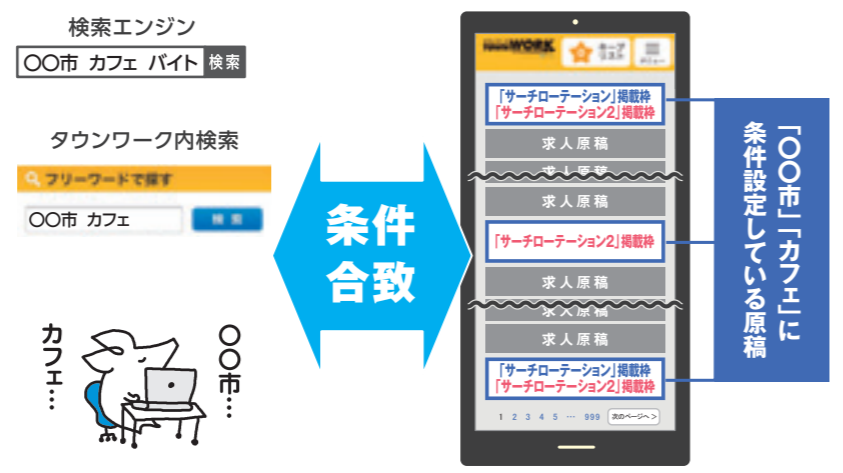 検索エンジン
〇〇市 カフェ バイト 検索
タウンワーク内検索
フリーワードで探す
〇〇市 カフェ
検索
カフェ…
〇〇市…
条件
合致
WORK
キープ
リスト
メニュー
「サーチローテーション」掲載枠
「サーチローテーション2」掲載枠
求人原稿
求人原稿
求人原稿
「サーチローテーション2」掲載枠
求人原稿
求人原稿
求人原稿
「サーチローテーション」掲載枠
「サーチローテーション2」掲載枠
1 2 3 4 5 … 999 次のページへ >
「〇〇市」「カフェ」に
条件設定している原稿